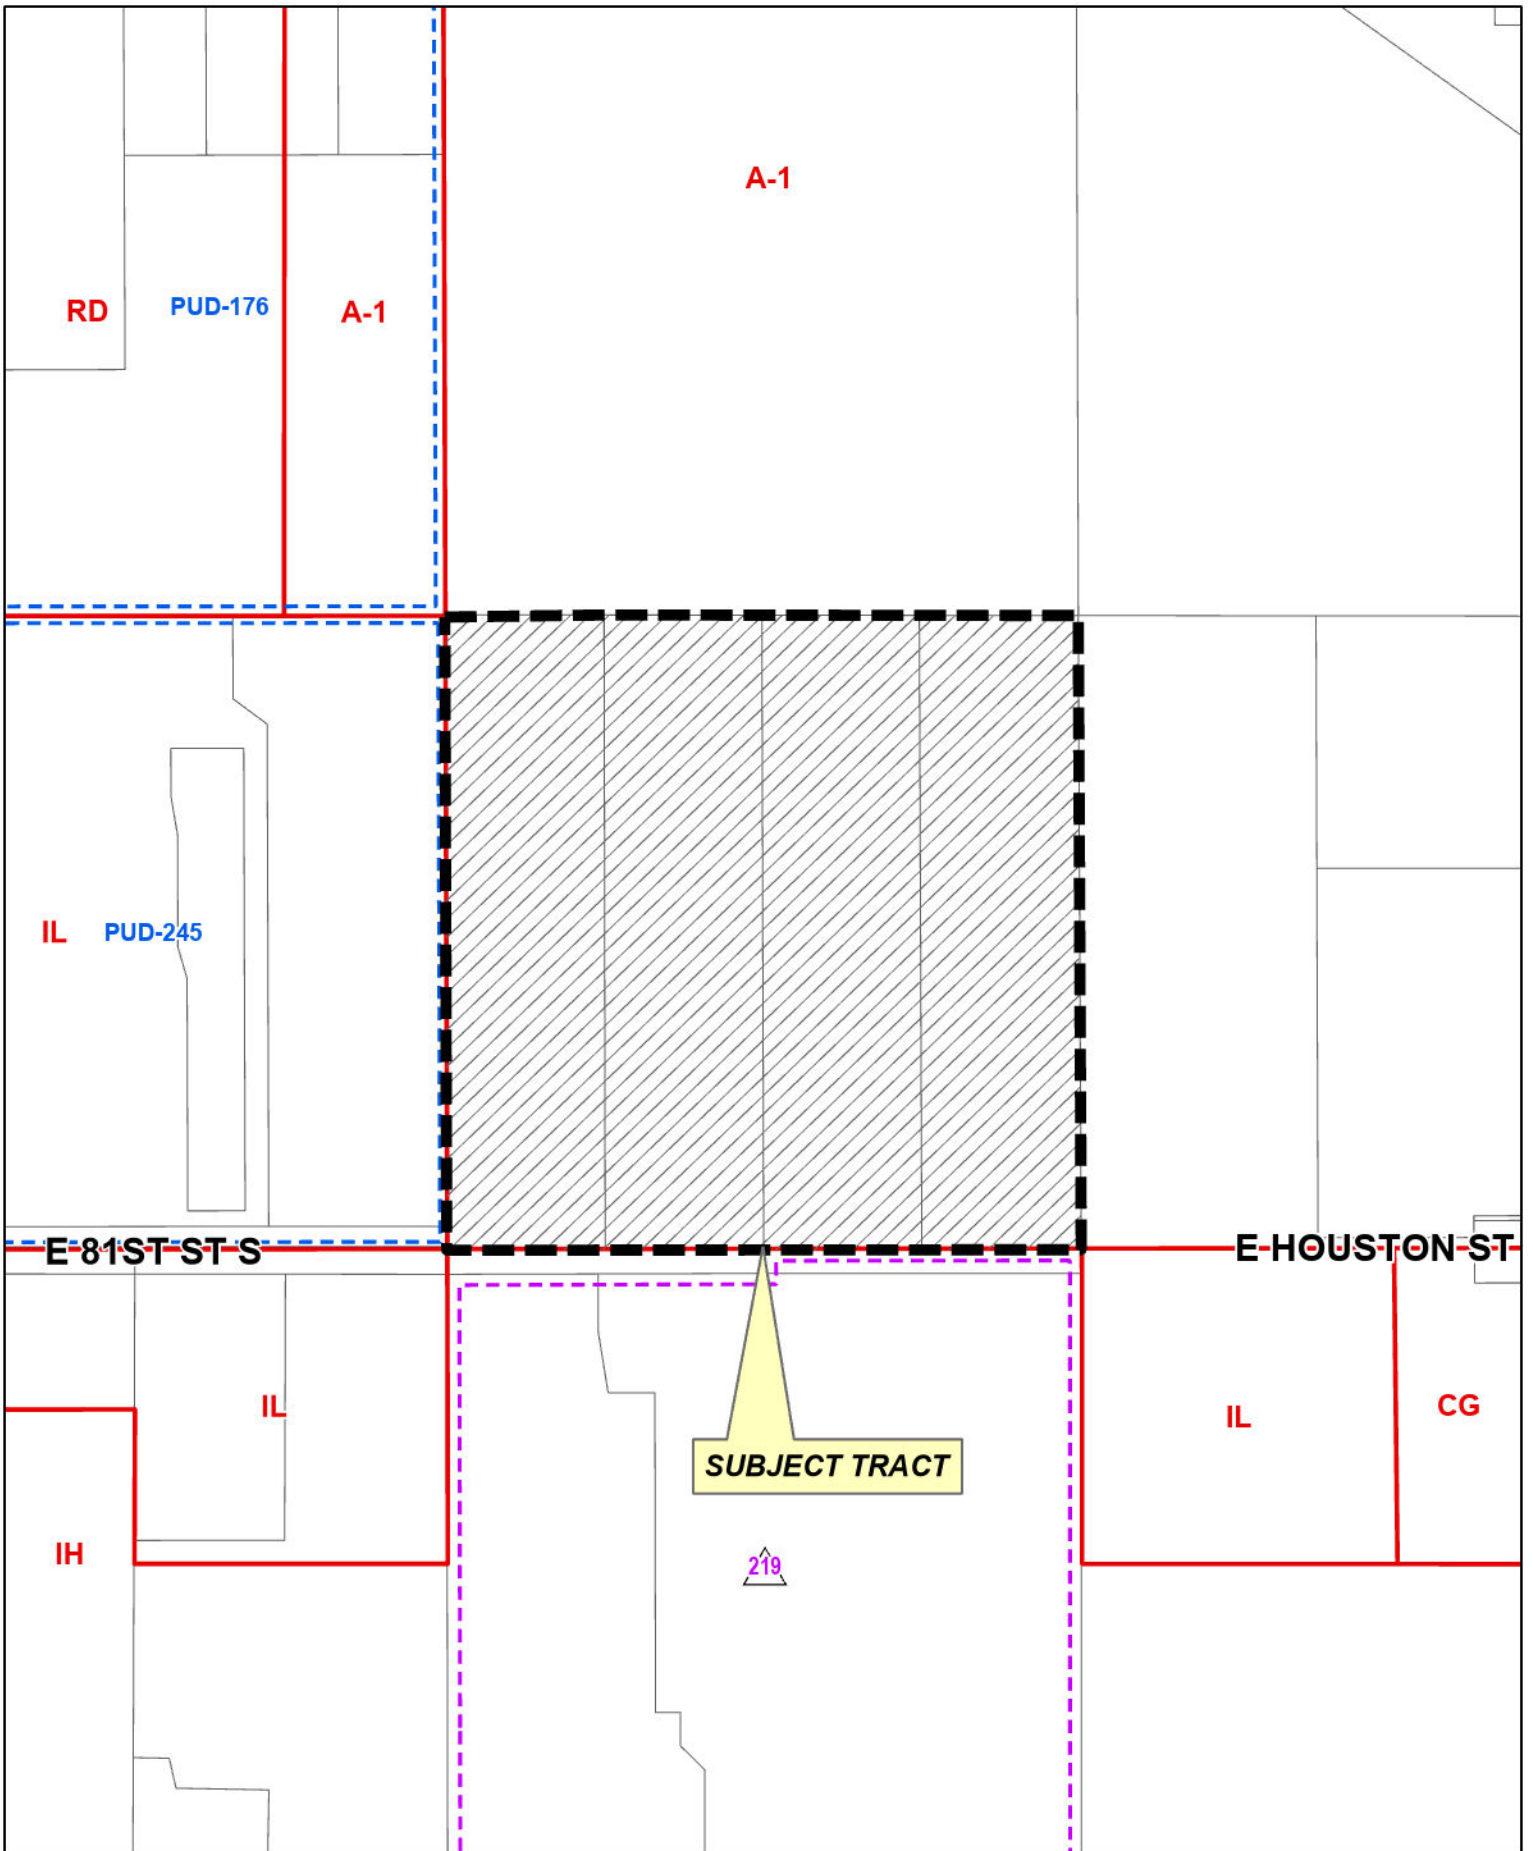 A-1
RD
PUD-176
A-1
IL
PUD-245
E 81ST ST S
E HOUSTON ST
IL
IL
CG
SUBJECT TRACT
IH
219